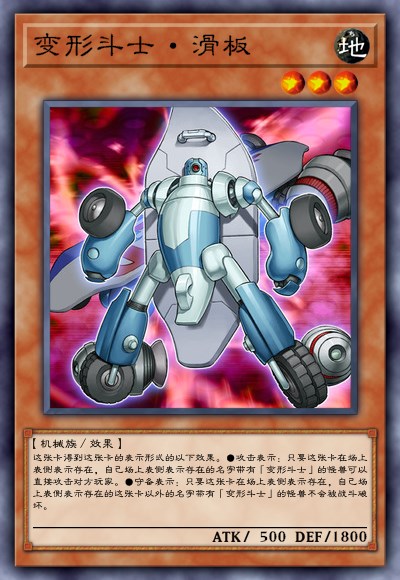 变形斗士·滑板
地
【机械族／效果】
这张卡得到这张卡的表示形式的以下效果。●攻击表示：只要这张卡在场上
表侧表示存在，自己场上表侧表示存在的名字带有「变形斗士」的怪兽可以
直接攻击对方玩家。●守备表示：只要这张卡在场上表侧表示存在，自己场
上表侧表示存在的这张卡以外的名字带有「变形斗士」的怪兽不会被战斗破
坏。
ATK/ 500 DEF/1800